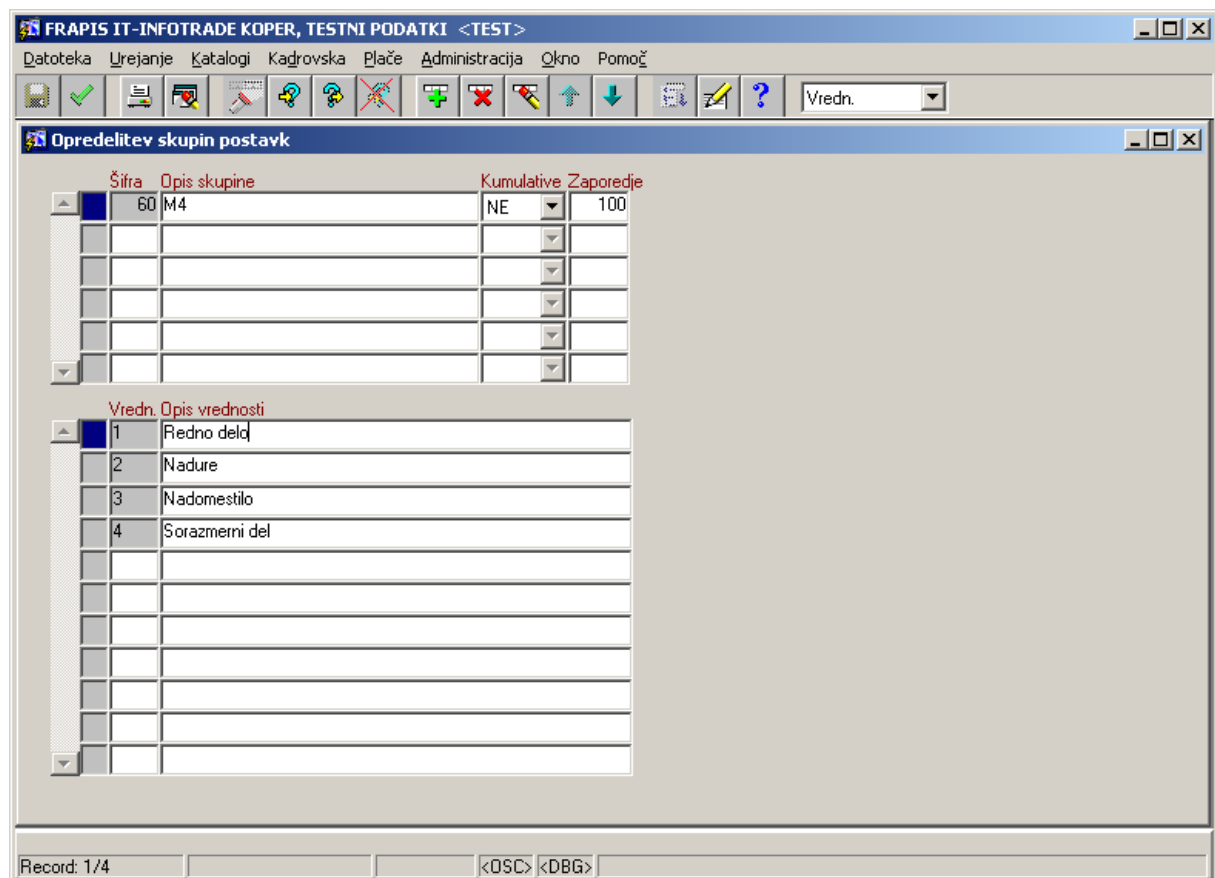 FRAPIS IT-INFOTRADE KOPER, TESTNI PODATKI <TEST>
Datoteka Urejanje Katalogi Kadrovska Plače Administracija Okno Pomoč
Vredn.
Opredelitev skupin postavk
Šifra Opis skupine Kumulative Zaporedje
60 M4 NE 100
Vredn. Opis vrednosti
1 Redno delo
2 Nadure
3 Nadomestilo
4 Sorazmerni del
Record: 1/4 <OSC> <DBG>